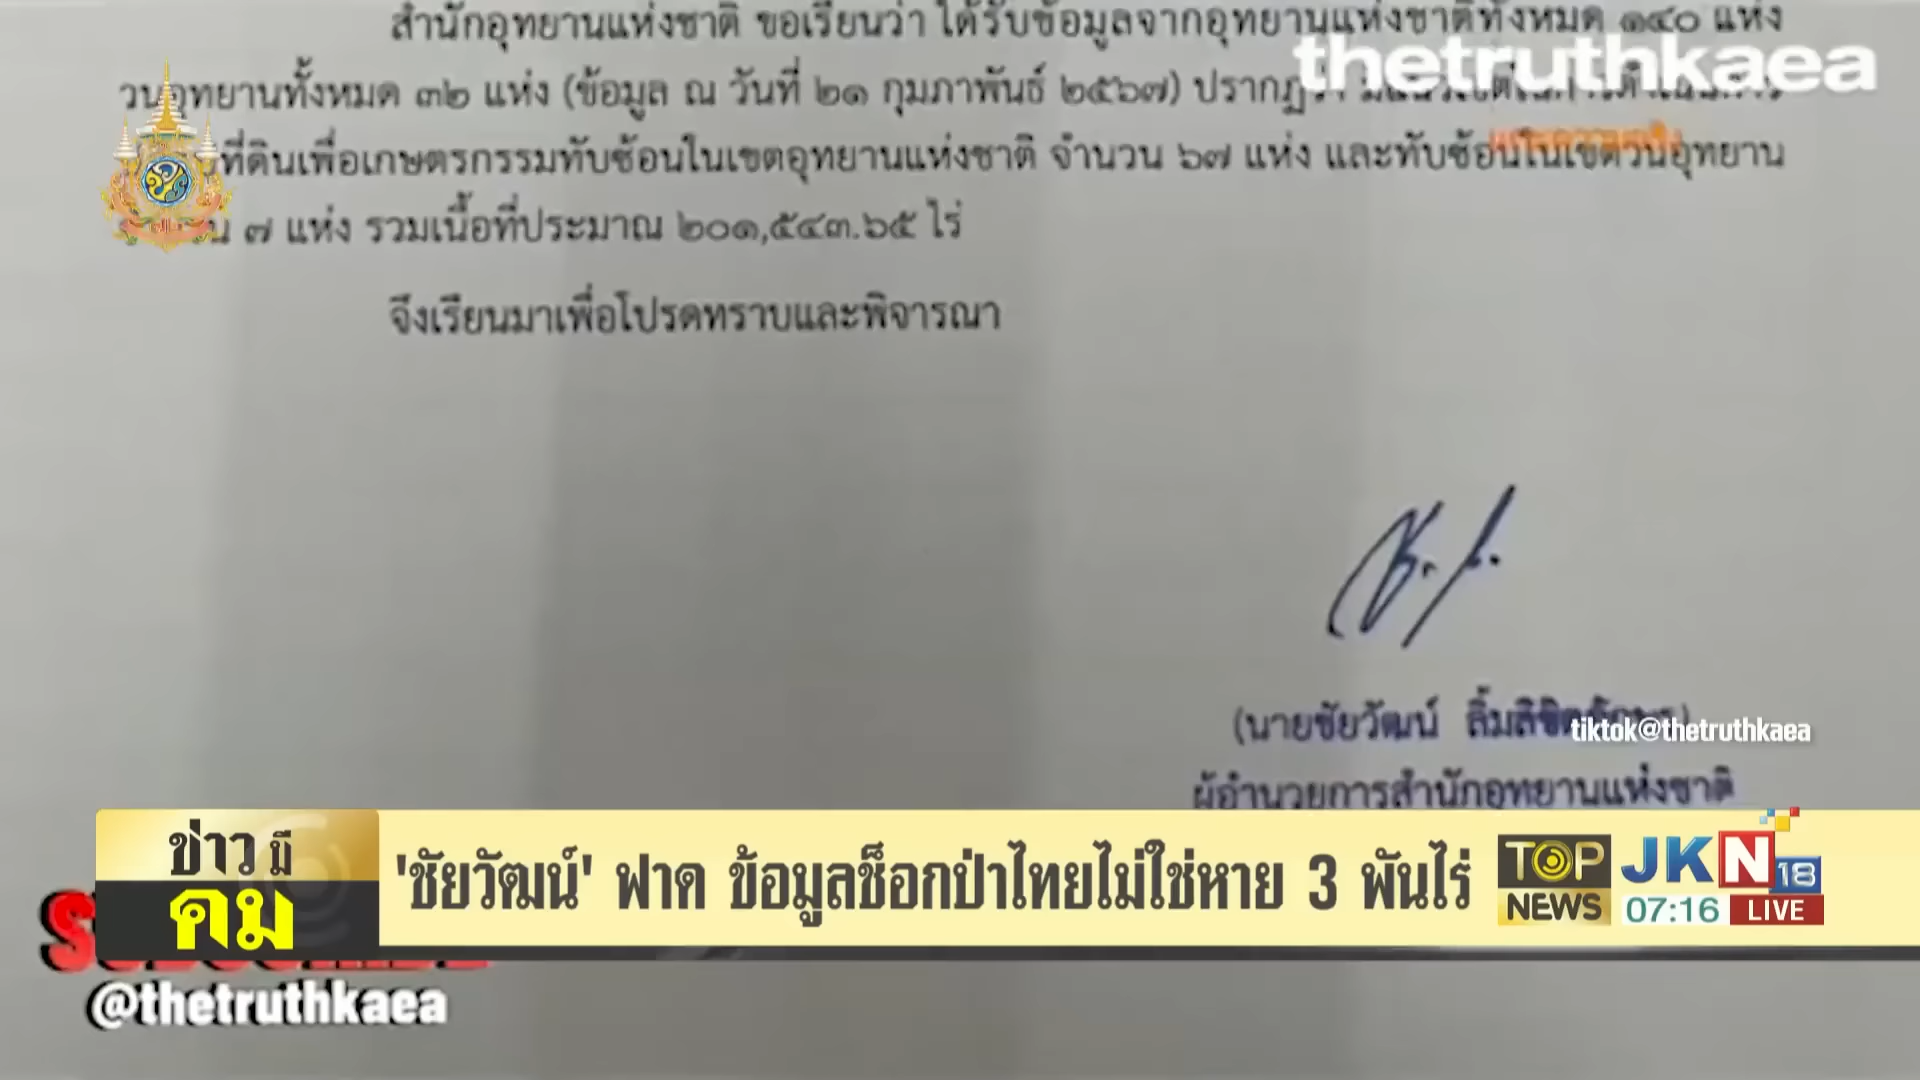 สำนักอุทยานแห่งชาติ ขอเรียนว่า ได้รับข้อมูลจากอุทยานแห่งชาติทั้งหมด ๑๔๐ แห่ง
thetruthkaea
วนอุทยานทั้งหมด ๓๒ แห่ง (ข้อมูล ณ วันที่ ๒๑ กุมภาพันธ์ ๒๕๖๗)
ที่ดินเพื่อเกษตรกรรมทับซ้อนในเขตอุทยานแห่งชาติ จำนวน ๖๗ แห่ง และทับซ้อนในเขตวนอุทยาน
๗ แห่ง รวมเนื้อที่ประมาณ ๒๐๑,๕๔๓.๖๕ ไร่
จึงเรียนมาเพื่อโปรดทราบและพิจารณา
(นายชัยวัฒน์
tiktok@thetruthkaea
ผู้อำนวยการสำนักอุทยานแห่งชาติ
ข่าวมี
คม
'ชัยวัฒน์' ฟาด ข้อมูลช็อกป่าไทยไม่ใช่หาย 3 พันไร่
TOP
NEWS
JKN18
07:16 LIVE
@thetruthkaea